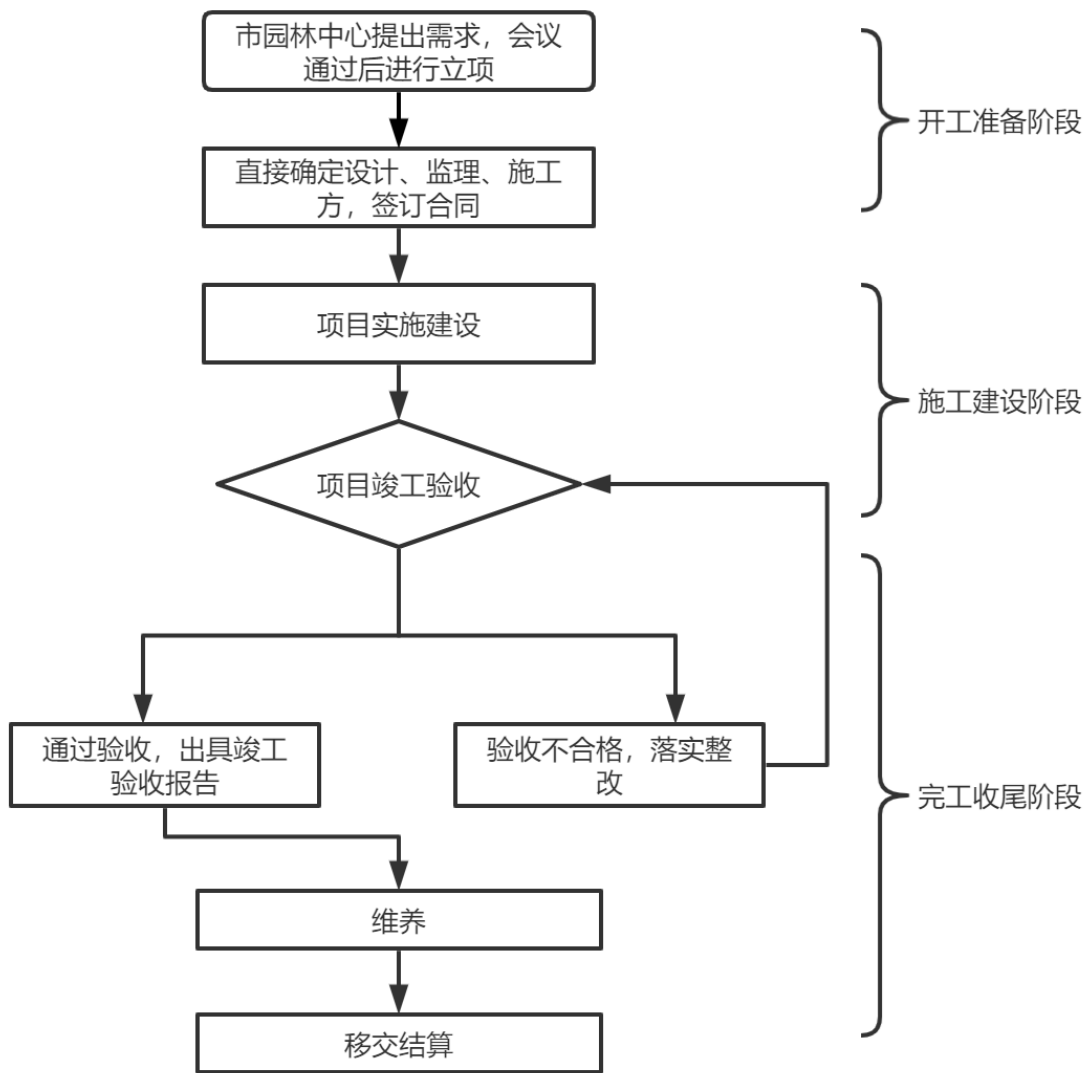 市园林中心提出需求，会议
通过后进行立项
开工准备阶段
直接确定设计、监理、施工
方，签订合同
项目实施建设
施工建设阶段
项目竣工验收
通过验收，出具竣工
验收报告
验收不合格，落实整
改
完工收尾阶段
维养
移交结算